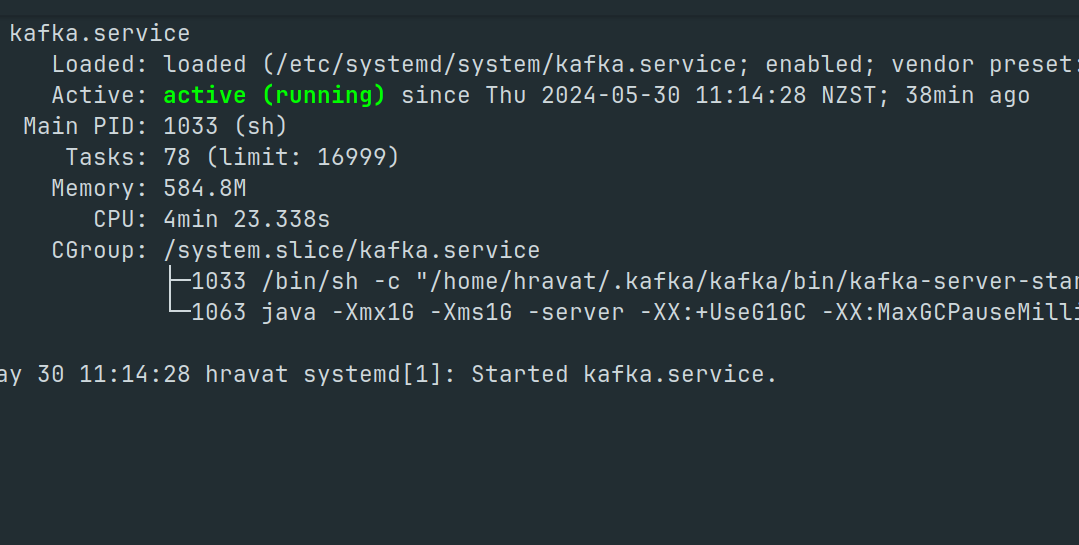 kafka.service
Loaded: loaded (/etc/systemd/system/kafka.service; enabled; vendor preset:
Active: active (running) since Thu 2024-05-30 11:14:28 NZST; 38min ago
Main PID: 1033 (sh)
Tasks: 78 (limit: 16999)
Memory: 584.8M
CPU: 4min 23.338s
CGroup: /system.slice/kafka.service
├─1033 /bin/sh -c "/home/hravat/.kafka/kafka/bin/kafka-server-star
└─1063 java -Xmx1G -Xms1G -server -XX:+UseG1GC -XX:MaxGCPauseMilli
ay 30 11:14:28 hravat systemd[1]: Started kafka.service.